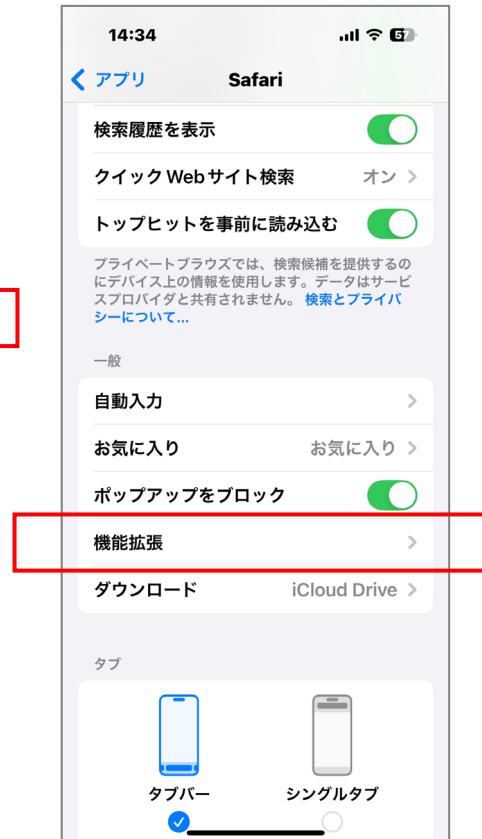 14:34
57
アプリ
Safari
検索履歴を表示
クイック Web サイト検索 オン
トップヒットを事前に読み込む
プライベートブラウズでは、検索候補を提供するの
にデバイス上の情報を使用します。データはサービ
スプロバイダと共有されません。 検索とプライバ
シーについて...
一般
自動入力
お気に入り お気に入り
ポップアップをブロック
機能拡張
ダウンロード iCloud Drive
タブ
タブバー シングルタブ